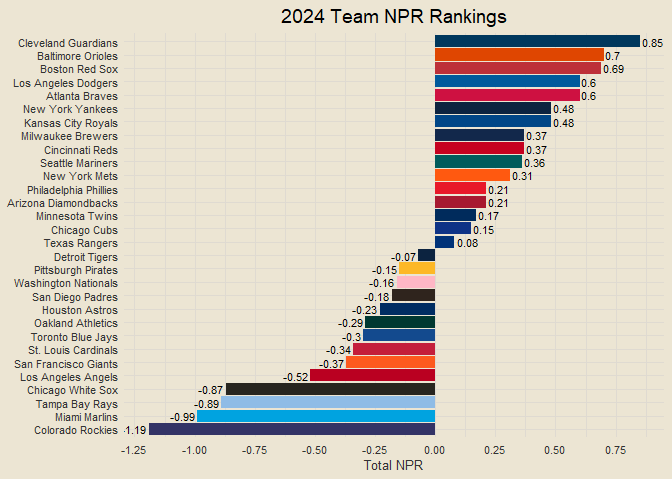 2024 Team NPR Rankings
Cleveland Guardians 0.85
Baltimore Orioles 0.7
Boston Red Sox 0.69
Los Angeles Dodgers 0.6
Atlanta Braves 0.6
New York Yankees 0.48
Kansas City Royals 0.48
Milwaukee Brewers 0.37
Cincinnati Reds 0.37
Seattle Mariners 0.36
New York Mets 0.31
Philadelphia Phillies 0.21
Arizona Diamondbacks 0.21
Minnesota Twins 0.17
Chicago Cubs 0.15
Texas Rangers 0.08
Detroit Tigers -0.07
Pittsburgh Pirates -0.15
Washington Nationals -0.16
San Diego Padres -0.18
Houston Astros -0.23
Oakland Athletics -0.29
Toronto Blue Jays -0.3
St. Louis Cardinals -0.34
San Francisco Giants -0.37
Los Angeles Angels -0.52
Chicago White Sox -0.87
Tampa Bay Rays -0.89
Miami Marlins -0.99
Colorado Rockies -1.19
-1.25 -1.00 -0.75 -0.50 -0.25 0.00 0.25 0.50 0.75
Total NPR